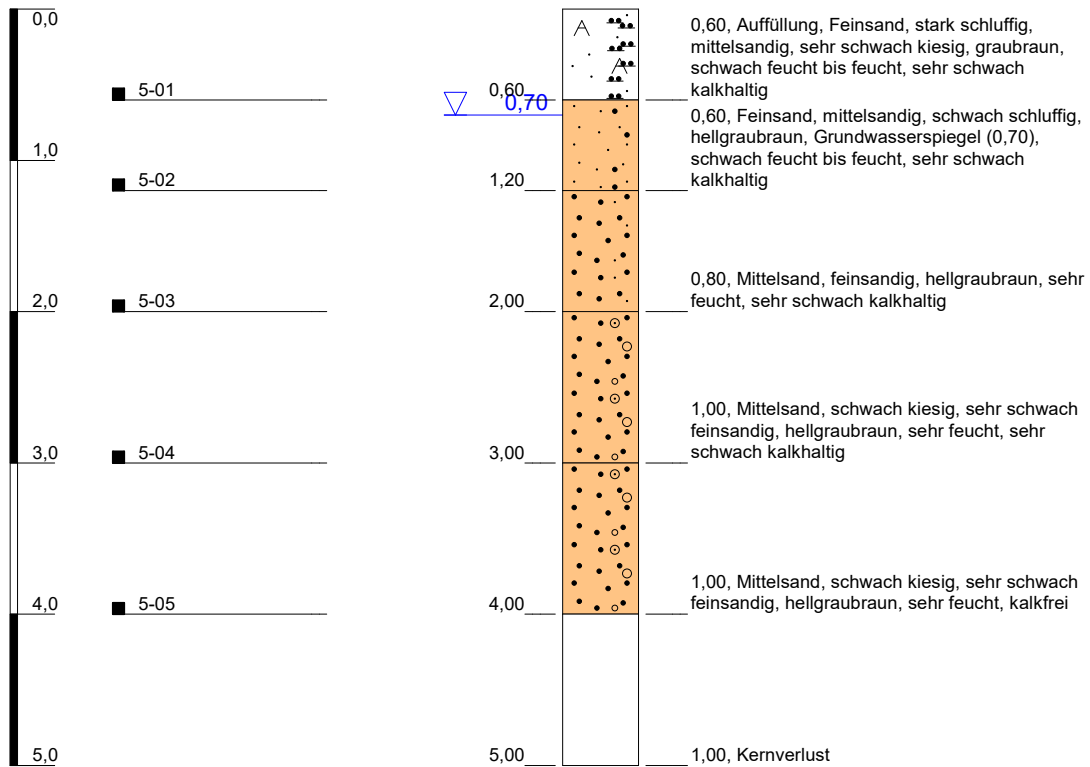 0,0
0,60, Auffüllung, Feinsand, stark schluffig,
mittelsandig, sehr schwach kiesig, graubraun,
schwach feucht bis feucht, sehr schwach
kalkhaltig
5-01
0,60
0,70
0,60, Feinsand, mittelsandig, schwach schluffig,
hellgraubraun, Grundwasserspiegel (0,70),
schwach feucht bis feucht, sehr schwach
kalkhaltig
1,0
5-02
1,20
0,80, Mittelsand, feinsandig, hellgraubraun, sehr
feucht, sehr schwach kalkhaltig
2,0
5-03
2,00
1,00, Mittelsand, schwach kiesig, sehr schwach
feinsandig, hellgraubraun, sehr feucht, sehr
schwach kalkhaltig
3,0
5-04
3,00
1,00, Mittelsand, schwach kiesig, sehr schwach
feinsandig, hellgraubraun, sehr feucht, kalkfrei
4,0
5-05
4,00
5,0
5,00
1,00, Kernverlust